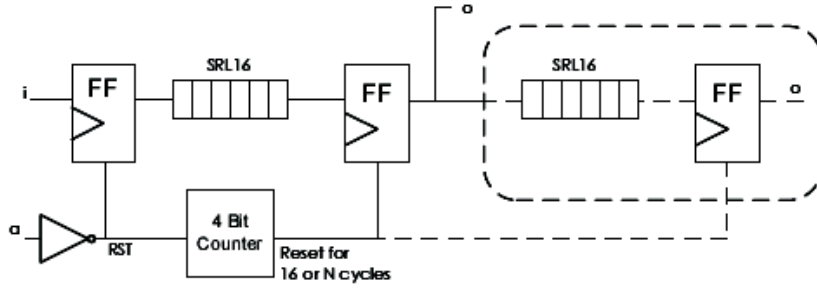 o
SRL16
SRL16
FF
FF
FF
i
o
a
RST
4 Bit
Counter
Reset for
16 or N cycles